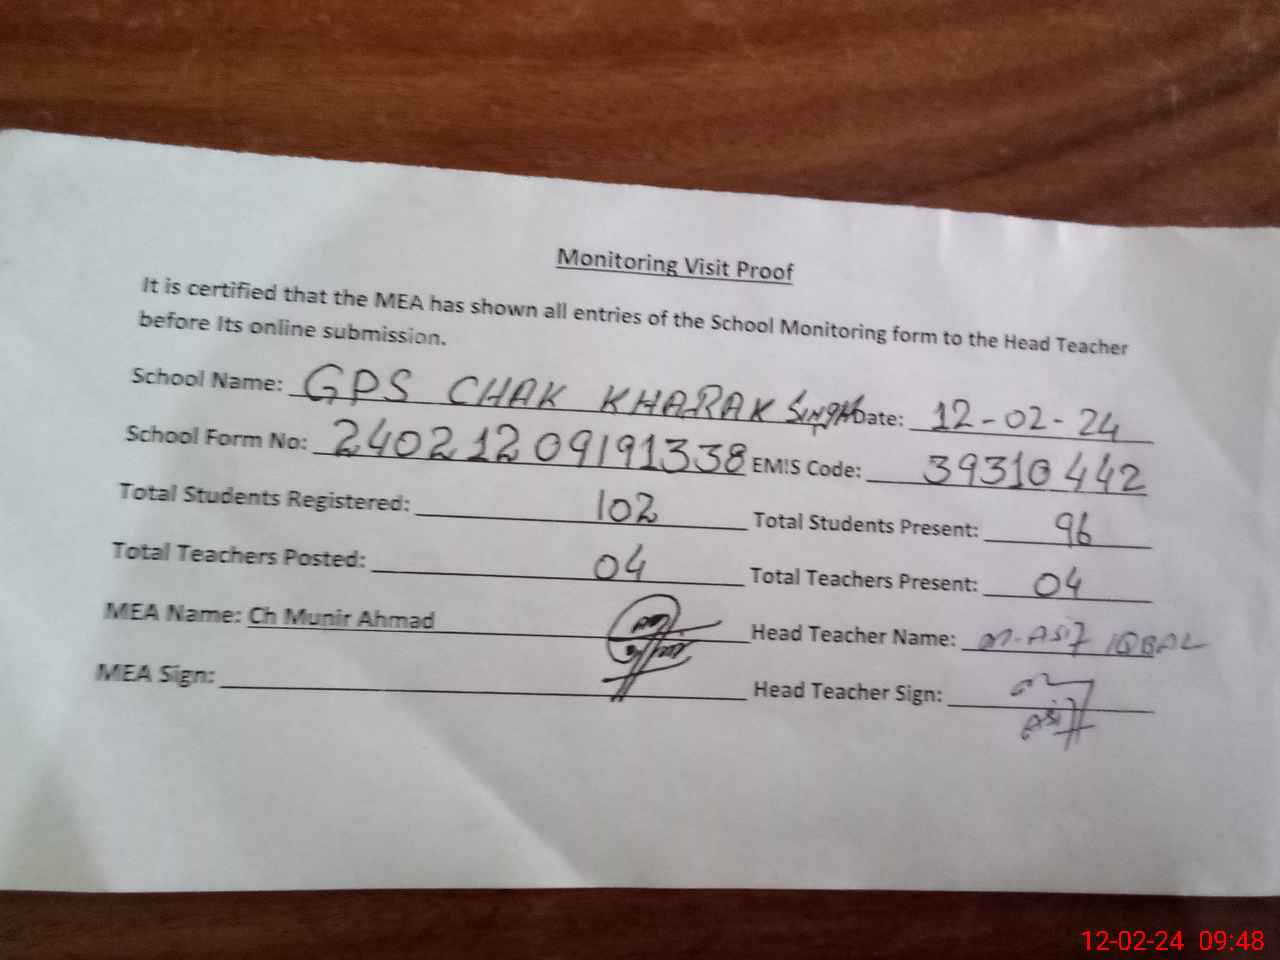 Monitoring Visit Proof
It is certified that the MEA has shown all entries of the School Monitoring form to the Head Teacher
before Its online submission.
School Name: GPS CHAK KHARAK SINGH Date: 12-02-24
School Form No: 24021209191338 EMIS Code: 39310442
Total Students Registered: 102 Total Students Present: 96
Total Teachers Posted: 04 Total Teachers Present: 04
MEA Name: Ch Munir Ahmad Head Teacher Name: M. ASIF IQBAL
MEA Sign: Head Teacher Sign: M Asif
12-02-24 09:48